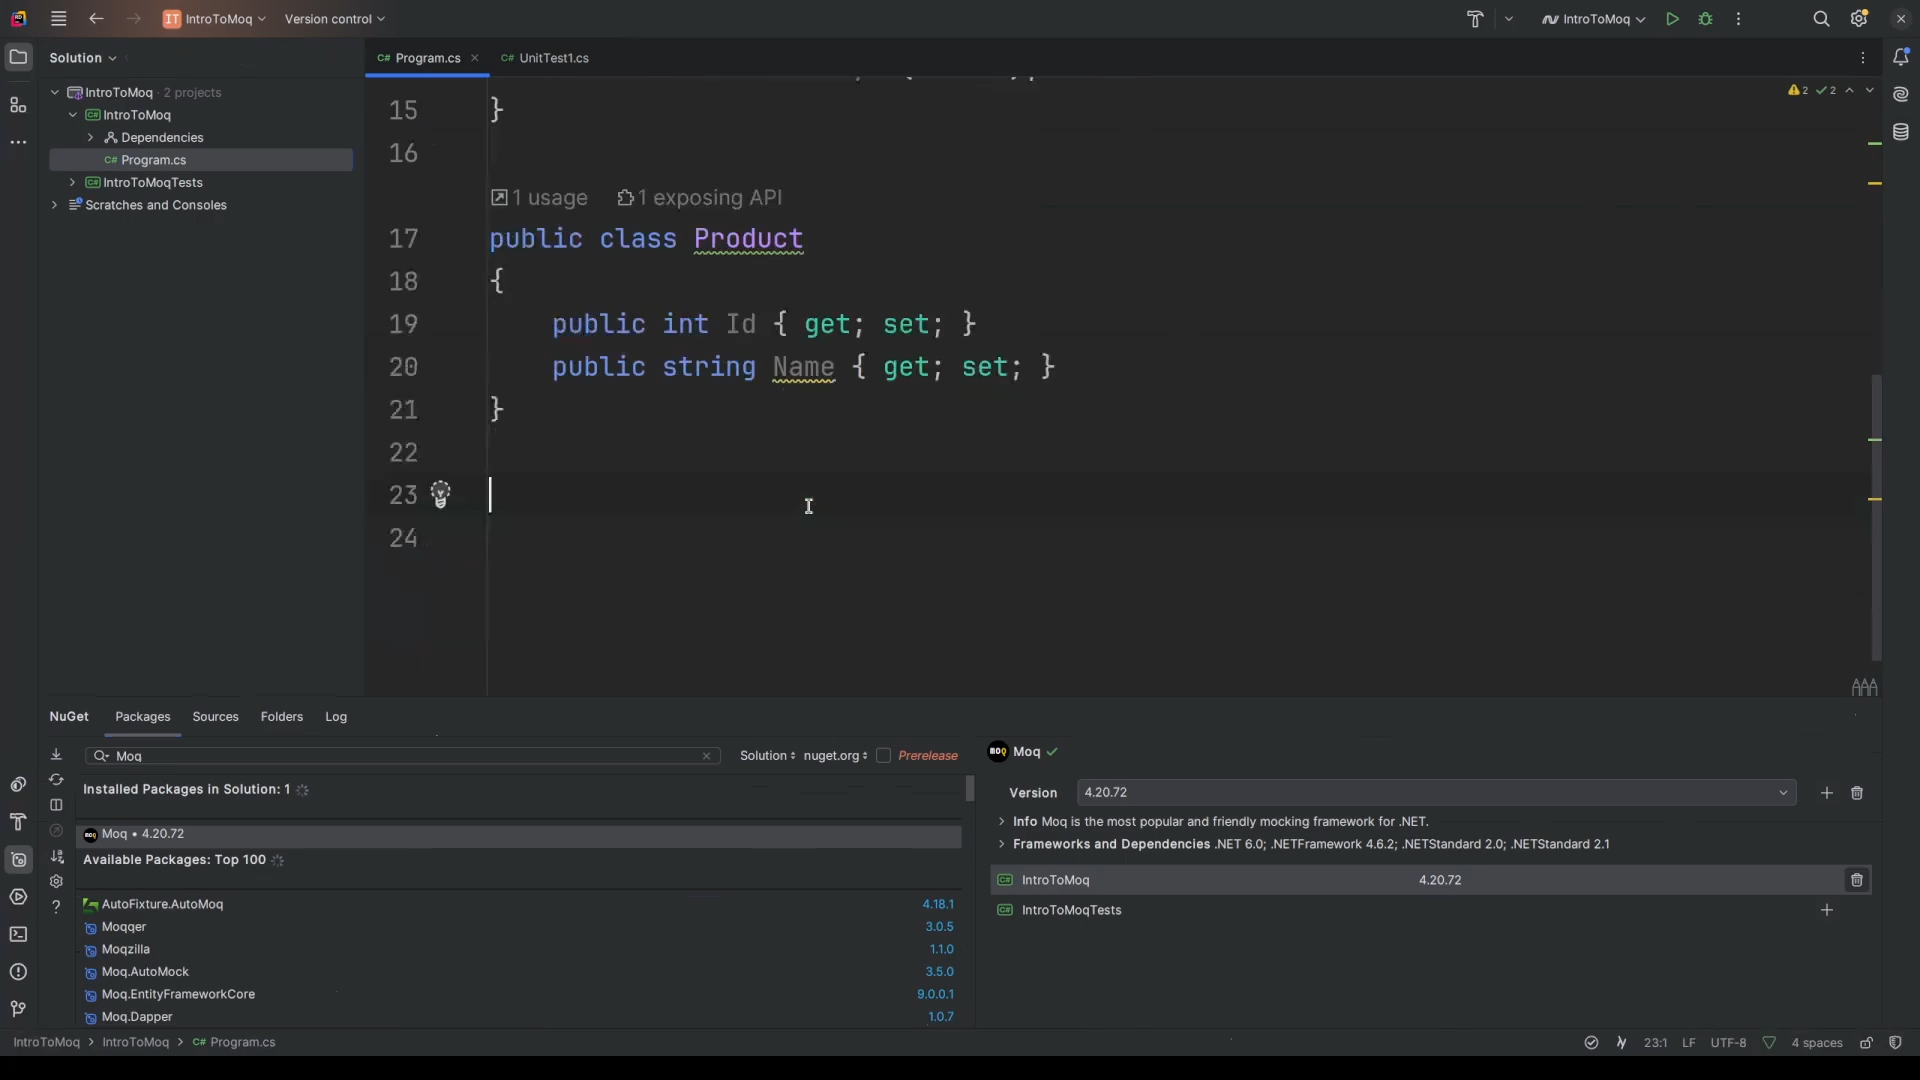 IT IntroToMoq
Version control
IntroToMoq
Solution
C# Program.cs
C# UnitTest1.cs
IntroToMoq · 2 projects
C# IntroToMoq
Dependencies
C# Program.cs
C# IntroToMoqTests
Scratches and Consoles
2 2
15 }
16
1 usage 1 exposing API
17 public class Product
18 {
19 public int Id { get; set; }
20 public string Name { get; set; }
21 }
22
23
24
NuGet Packages Sources Folders Log
Moq
Solution nuget.org Prerelease
Installed Packages in Solution: 1
Moq • 4.20.72
Available Packages: Top 100
AutoFixture.AutoMoq 4.18.1
Moqqer 3.0.5
Moqzilla 1.1.0
Moq.AutoMock 3.5.0
Moq.EntityFrameworkCore 9.0.0.1
Moq.Dapper 1.0.7
moq Moq
Version 4.20.72
Info Moq is the most popular and friendly mocking framework for .NET.
Frameworks and Dependencies .NET 6.0; .NETFramework 4.6.2; .NETStandard 2.0; .NETStandard 2.1
C# IntroToMoq 4.20.72
C# IntroToMoqTests
IntroToMoq > IntroToMoq > C# Program.cs
23:1 LF UTF-8 4 spaces